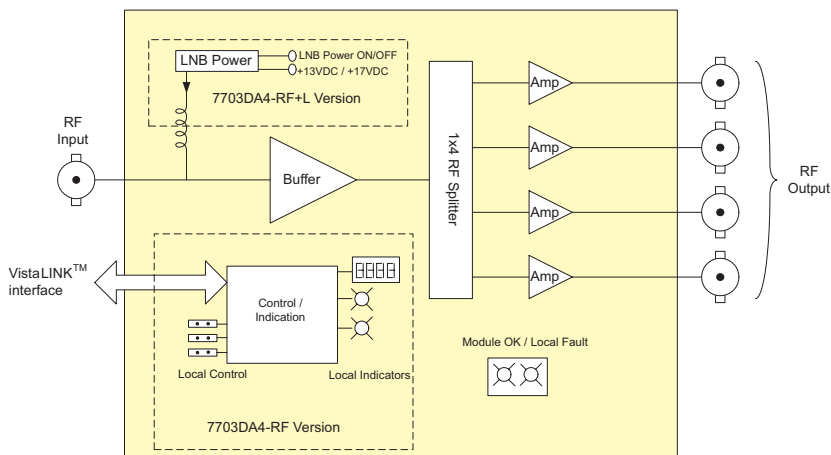 LNB Power
LNB Power ON/OFF
+13VDC / +17VDC
7703DA4-RF+L Version
RF
Input
Buffer
1x4 RF Splitter
Amp
Amp
Amp
Amp
RF
Output
VistaLINK™
interface
Control /
Indication
Local Control
Local Indicators
7703DA4-RF Version
Module OK / Local Fault